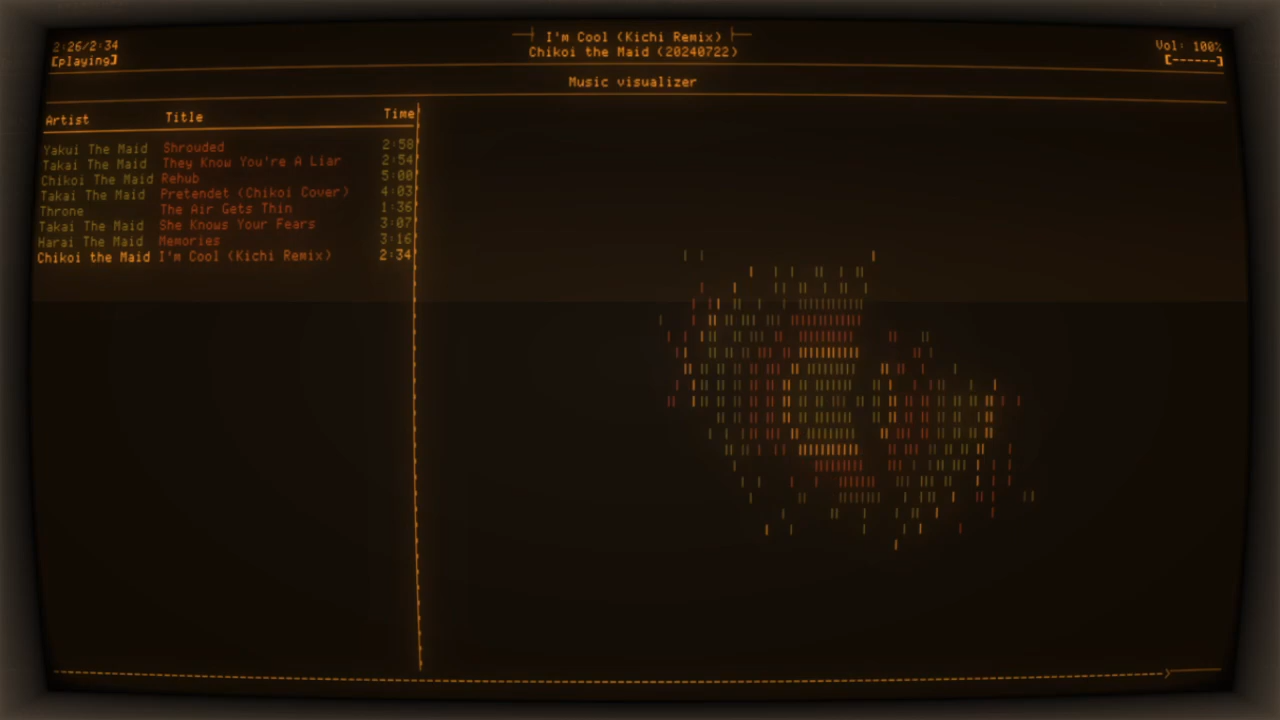 2:26/2:34
[playing]
I'm Cool (Kichi Remix)
Chikoi the Maid (20240722)
Vol: 100%
[------]
Music visualizer
Artist Title Time
Yakui The Maid Shrouded 2:58
Takai The Maid They Know You're A Liar 2:54
Chikoi The Maid Rehub 5:00
Takai The Maid Pretendet (Chikoi Cover) 4:03
Throne The Air Gets Thin 1:36
Takai The Maid She Knows Your Fears 3:07
Harai The Maid Memories 3:16
Chikoi the Maid I'm Cool (Kichi Remix) 2:34